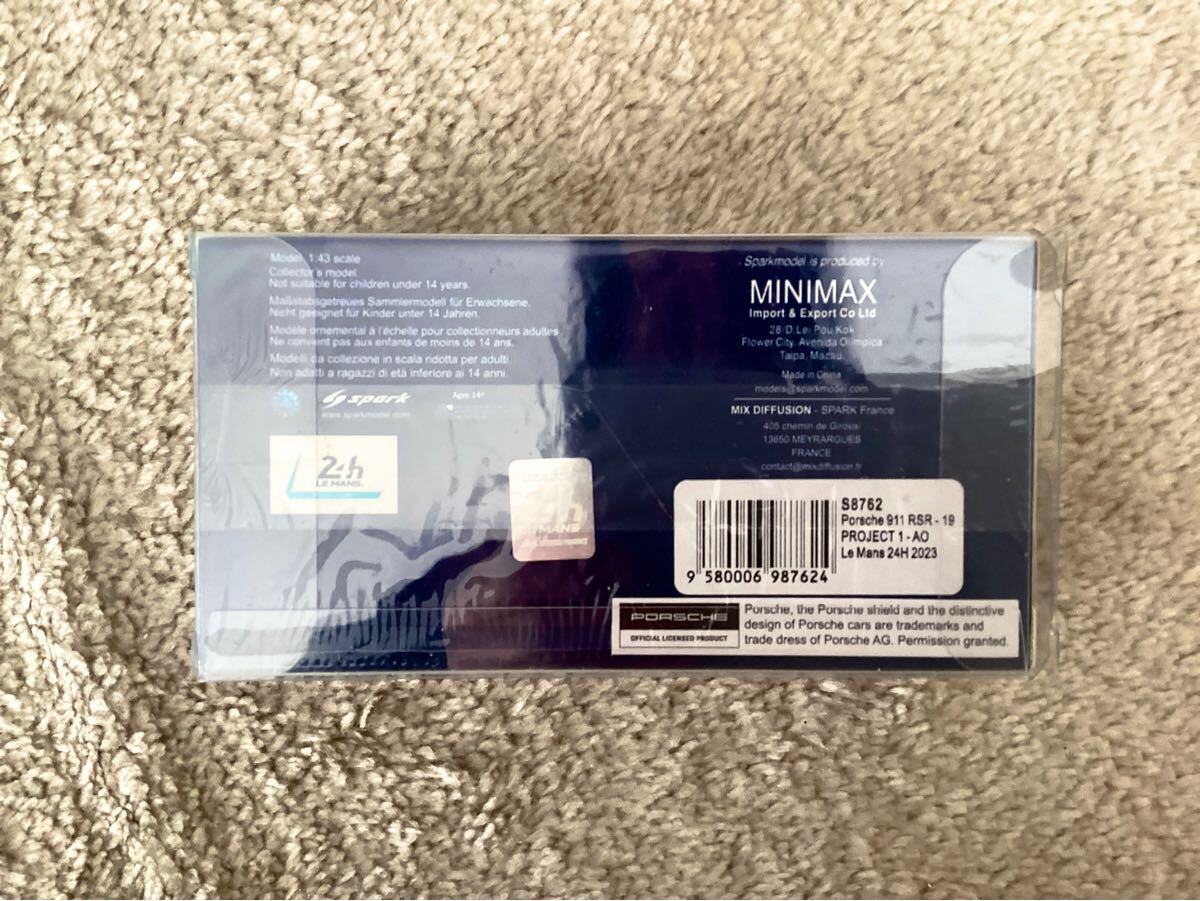 Model 1:43 scale
Collector's model.
Not suitable for children under 14 years.
Maßstabsgetreues Sammlermodell für Erwachsene.
Nicht geeignet für Kinder unter 14 Jahren.
Modèle ornemental à l'échelle pour collectionneurs adultes
Ne convient pas aux enfants de moins de 14 ans.
Modelli da collezione in scala ridotta per adulti.
Non adatti a ragazzi di età inferiore ai 14 anni.
spark
www.sparkmodel.com
Ages 14+
24h
LE MANS
MANS
Sparkmodel is produced by
MINIMAX
Import & Export Co Ltd
28/D.Lei Pou Kok
Flower City. Avenida Olimpica
Taipa, Macau.
Made in China
models@sparkmodel.com
MIX DIFFUSION - SPARK France
405 chemin de Girova
13650 MEYRARGUES
FRANCE
contact@mixdiffusion.fr
S8762
Porsche 911 RSR - 19
PROJECT 1 - AO
Le Mans 24H 2023
9 580006 987624
PORSCHE
OFFICIAL LICENSED PRODUCT
Porsche, the Porsche shield and the distinctive
design of Porsche cars are trademarks and
trade dress of Porsche AG. Permission granted.